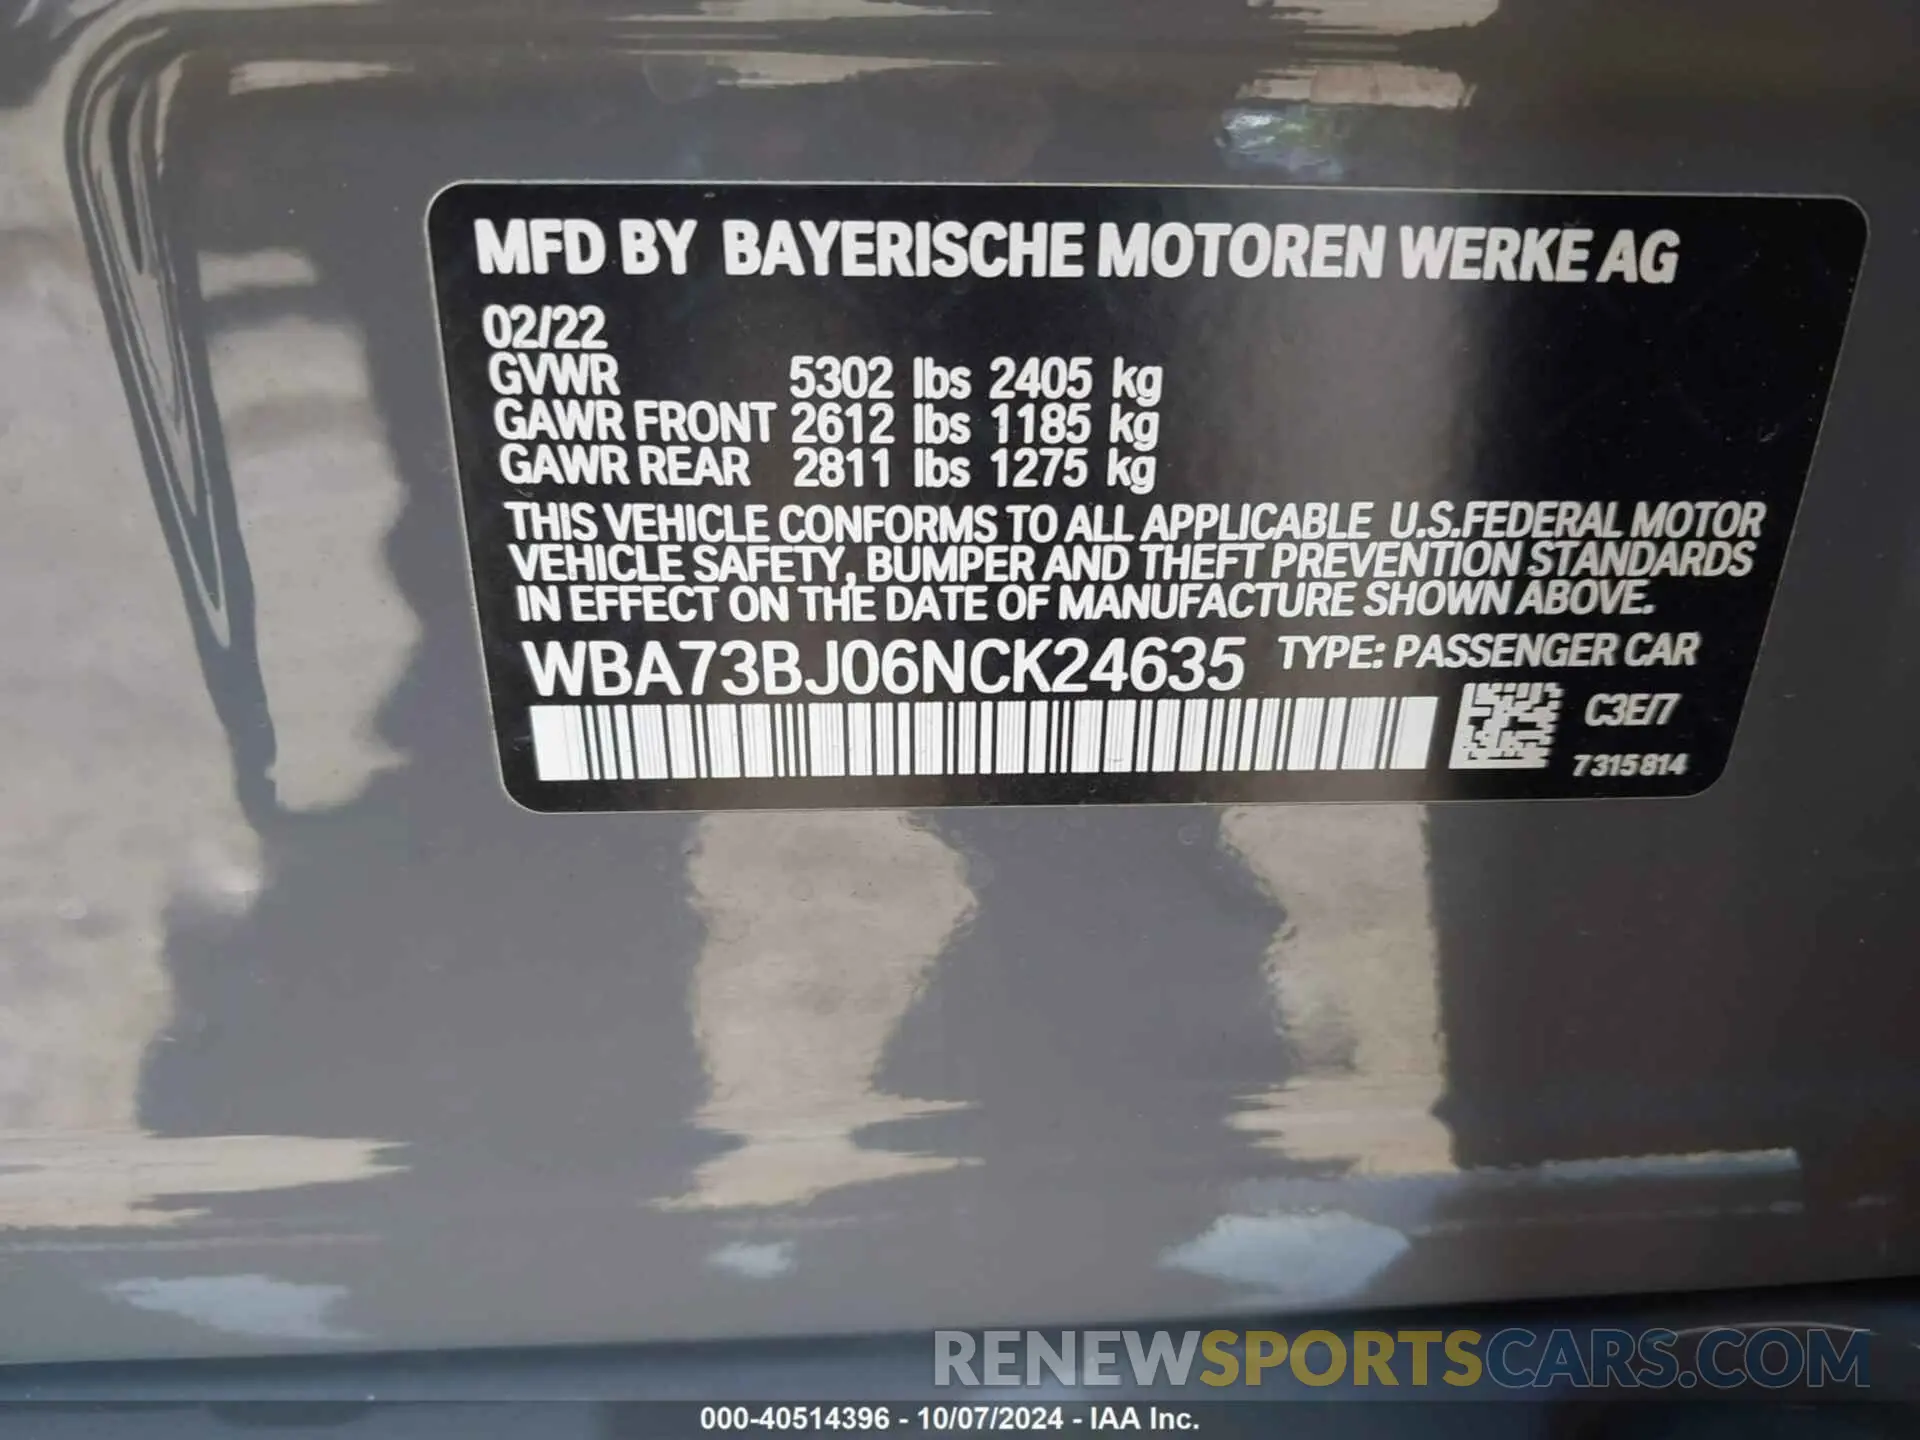 MFD BY BAYERISCHE MOTOREN WERKE AG
02/22
GVWR 5302 lbs 2405 kg
GAWR FRONT 2612 lbs 1185 kg
GAWR REAR 2811 lbs 1275 kg
THIS VEHICLE CONFORMS TO ALL APPLICABLE U.S.FEDERAL MOTOR
VEHICLE SAFETY, BUMPER AND THEFT PREVENTION STANDARDS
IN EFFECT ON THE DATE OF MANUFACTURE SHOWN ABOVE.
WBA73BJ06NCK24635 TYPE: PASSENGER CAR
C3E/7
7315814
RENEWSPORTSCARS.COM
000-40514396 - 10/07/2024 - IAA Inc.